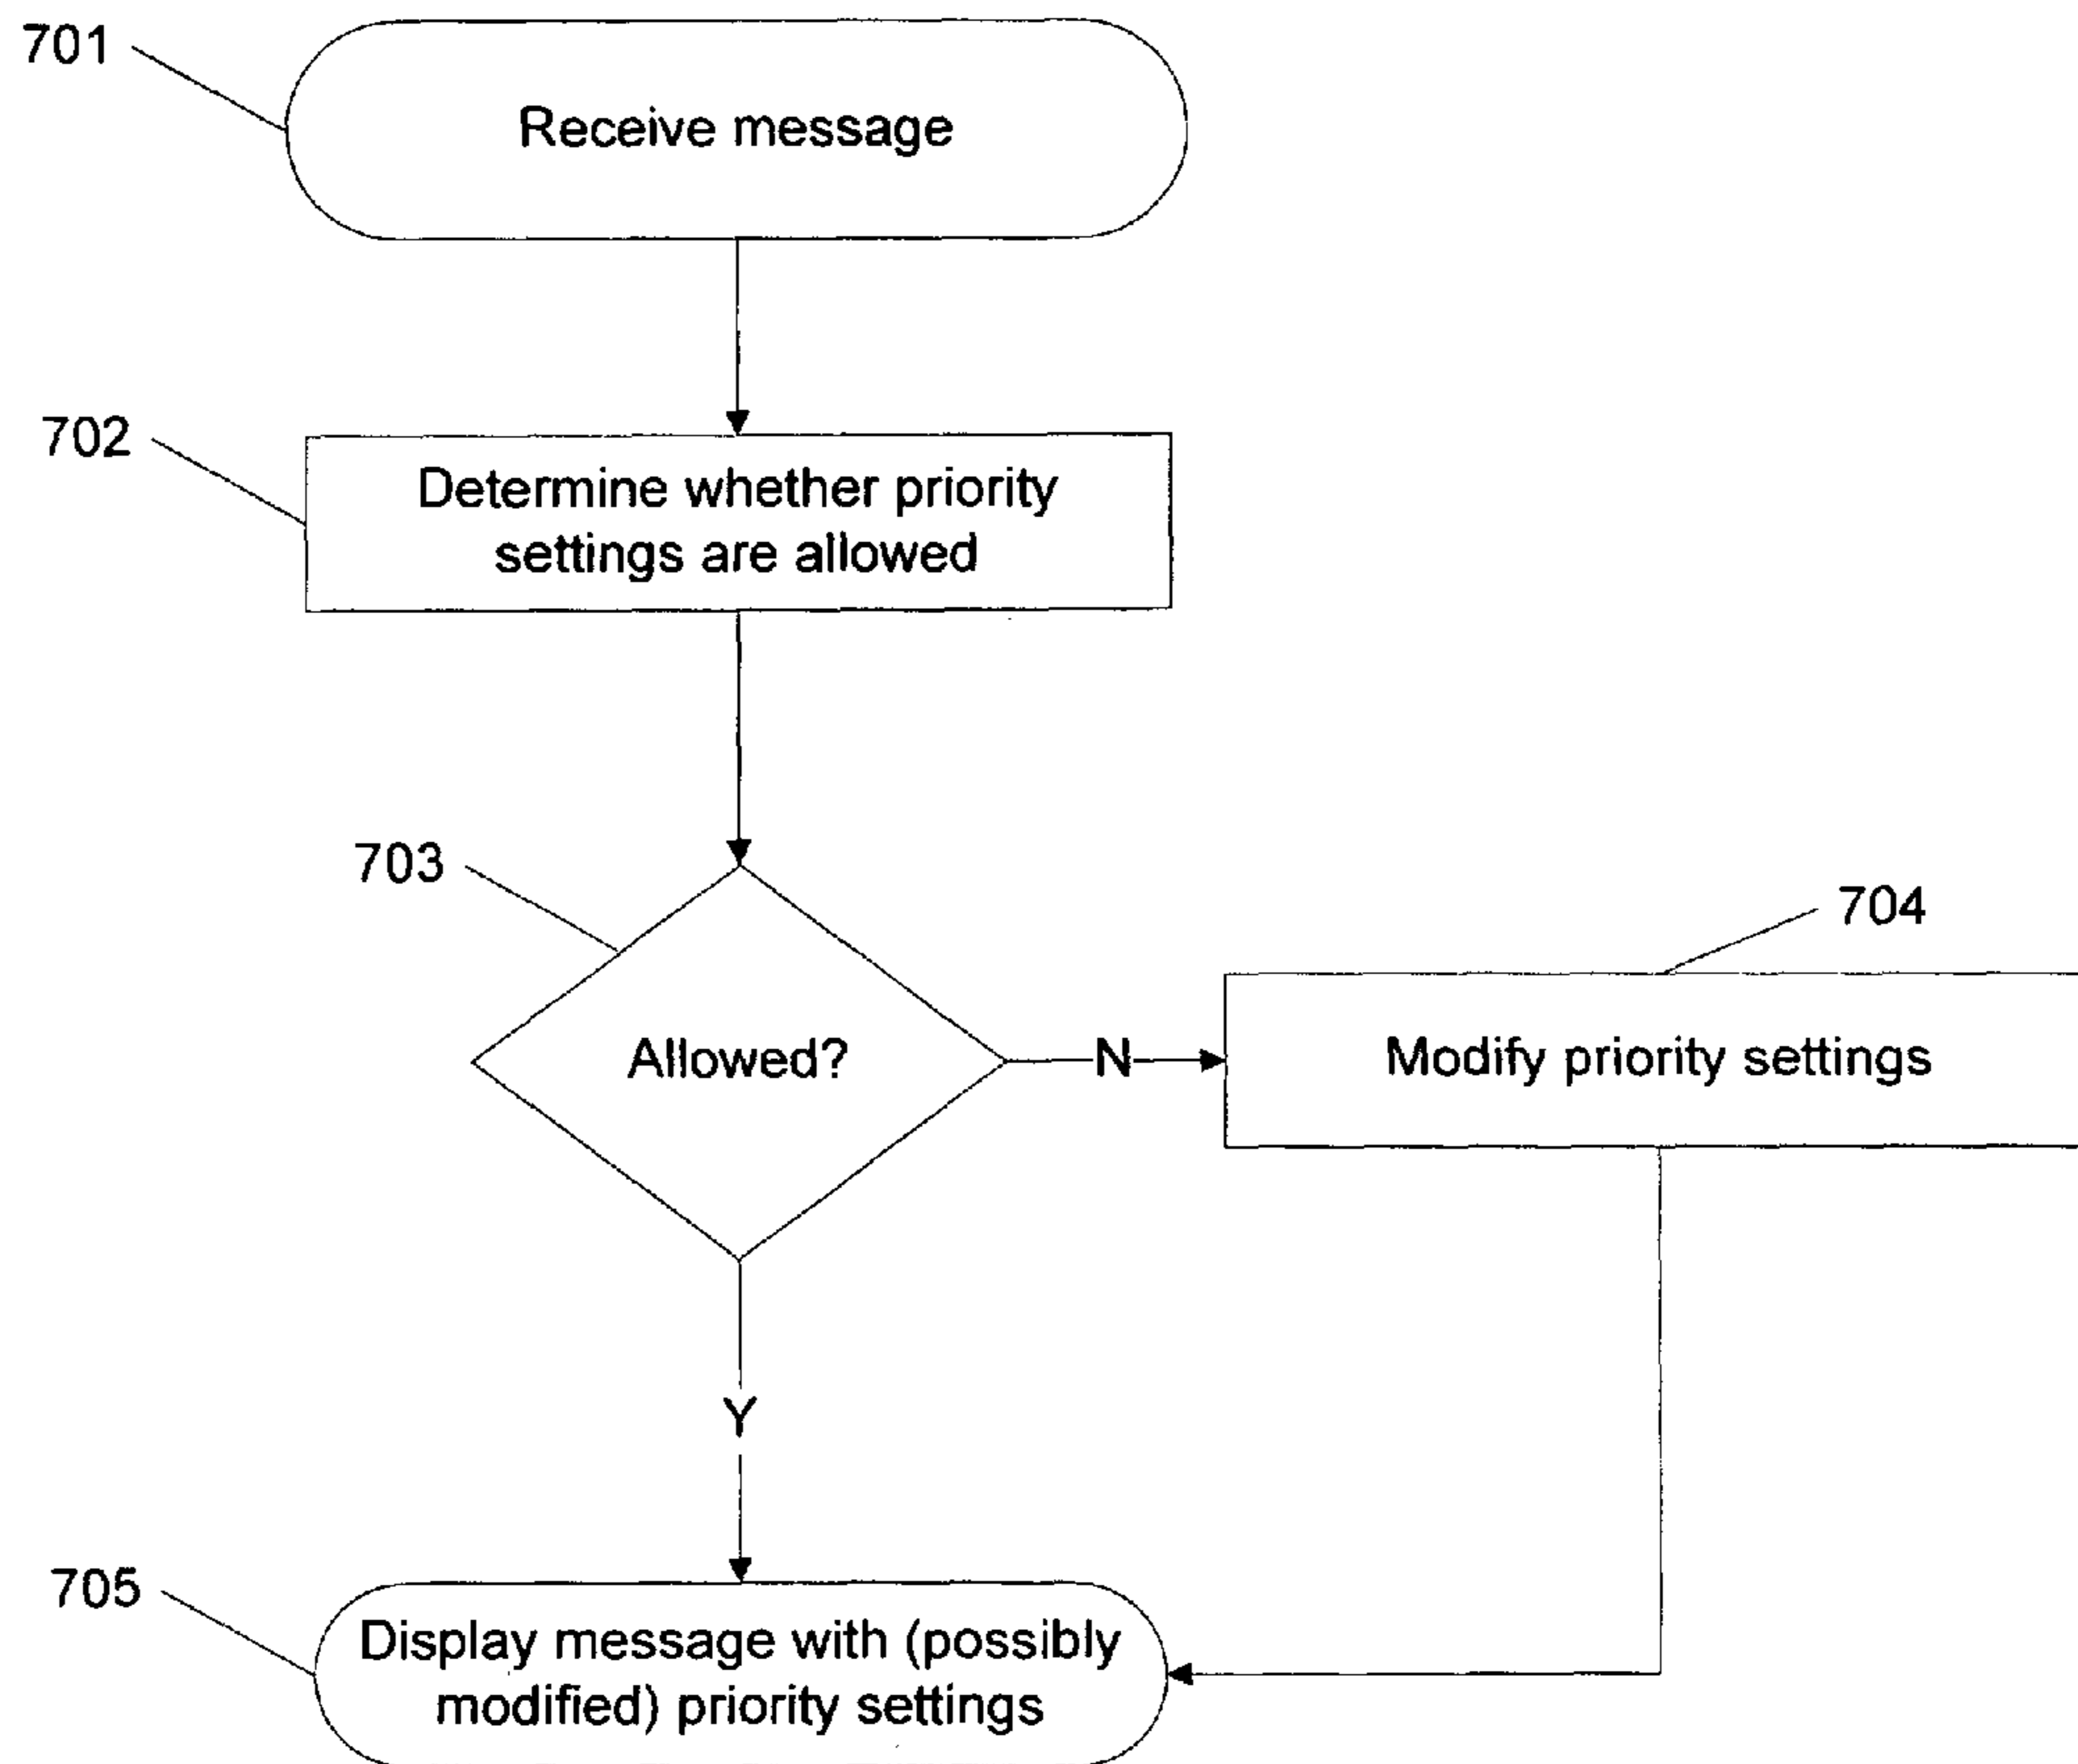 701
Receive message
702
Determine whether priority
settings are allowed
703
704
Allowed?
N
Modify priority settings
Y
705
Display message with (possibly
modified) priority settings